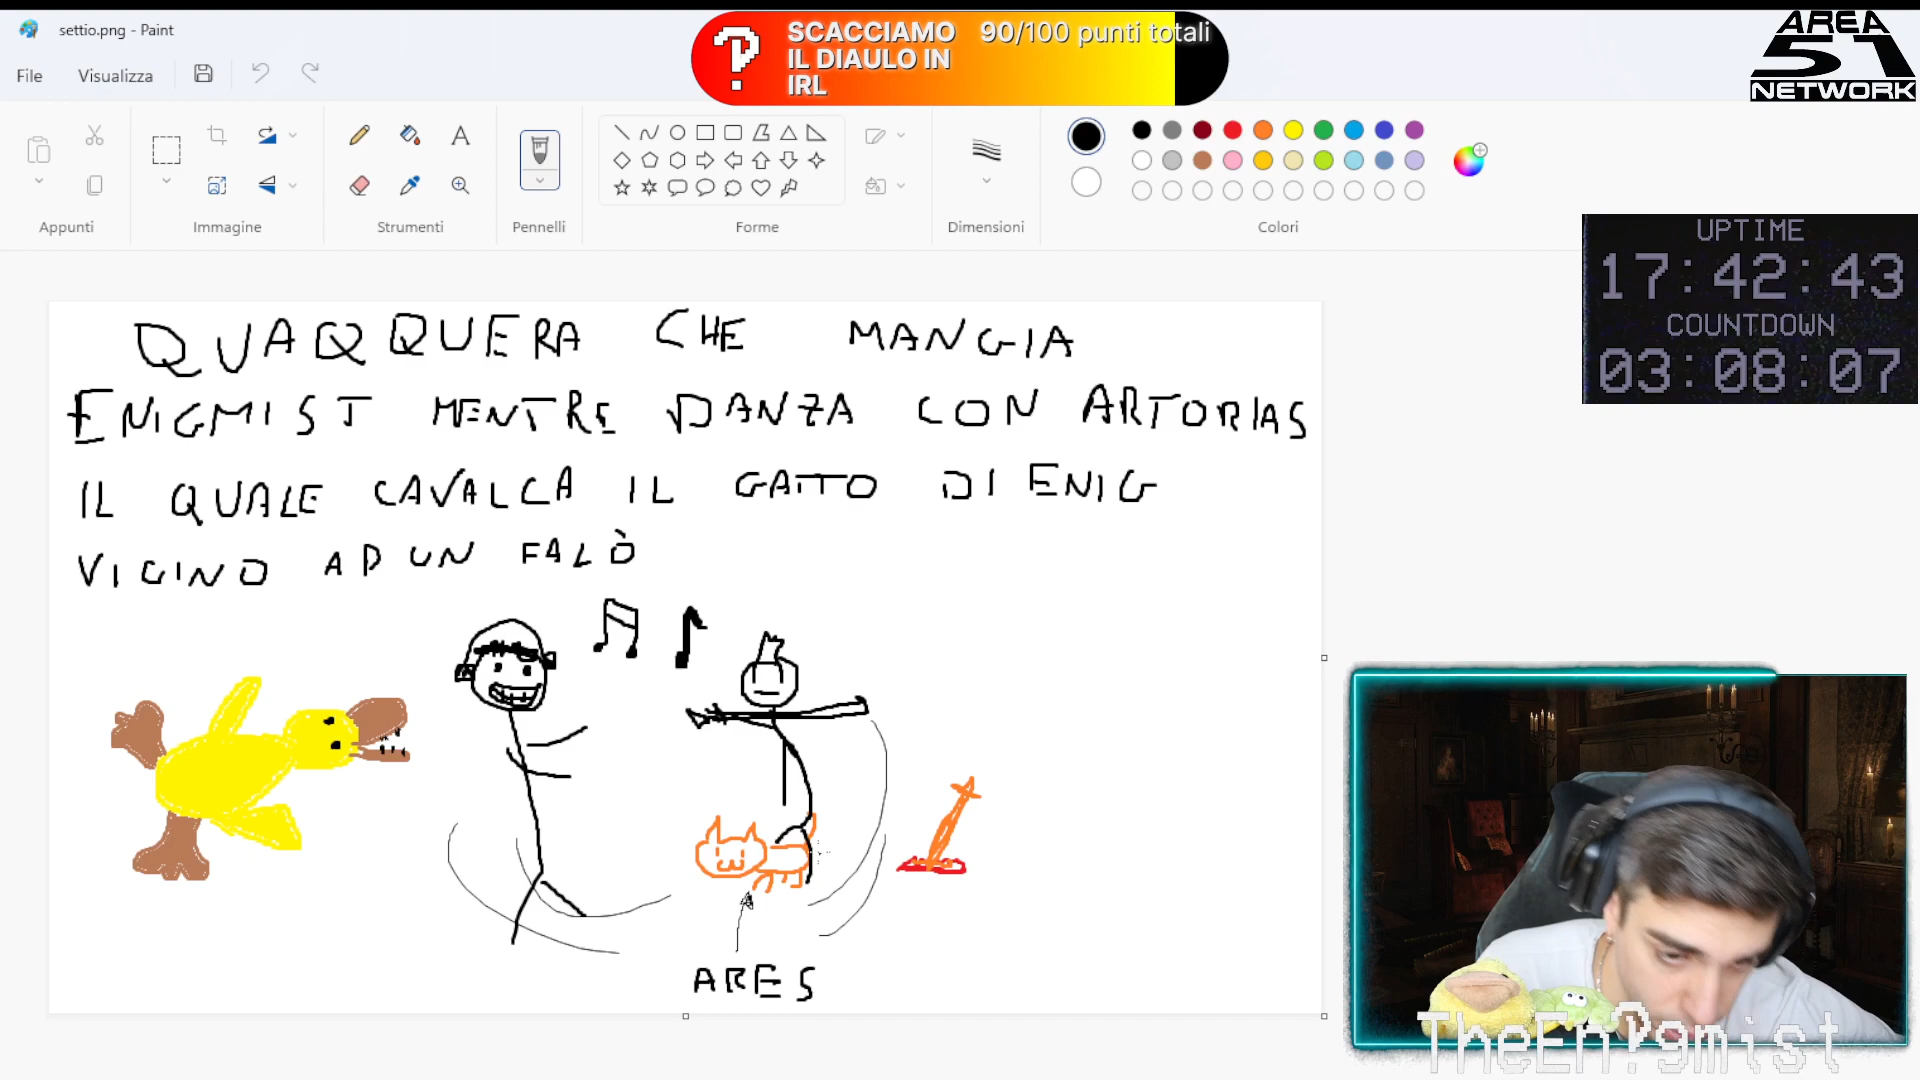 settio.png - Paint
File
Visualizza
SCACCIAMO
IL DIAULO IN
IRL
90/100 punti totali
AREA
51
NETWORK
Appunti
Immagine
Strumenti
Pennelli
Forme
Dimensioni
Colori
UPTIME
17:42:43
COUNTDOWN
03:08:07
QUAQQUERA CHE MANGIA
ENIGMIST MENTRE DANZA CON ARTORIAS
IL QUALE CAVALCA IL GATTO DI ENIG
VICINO AD UN FALÒ
ARES
TheEn?gmist